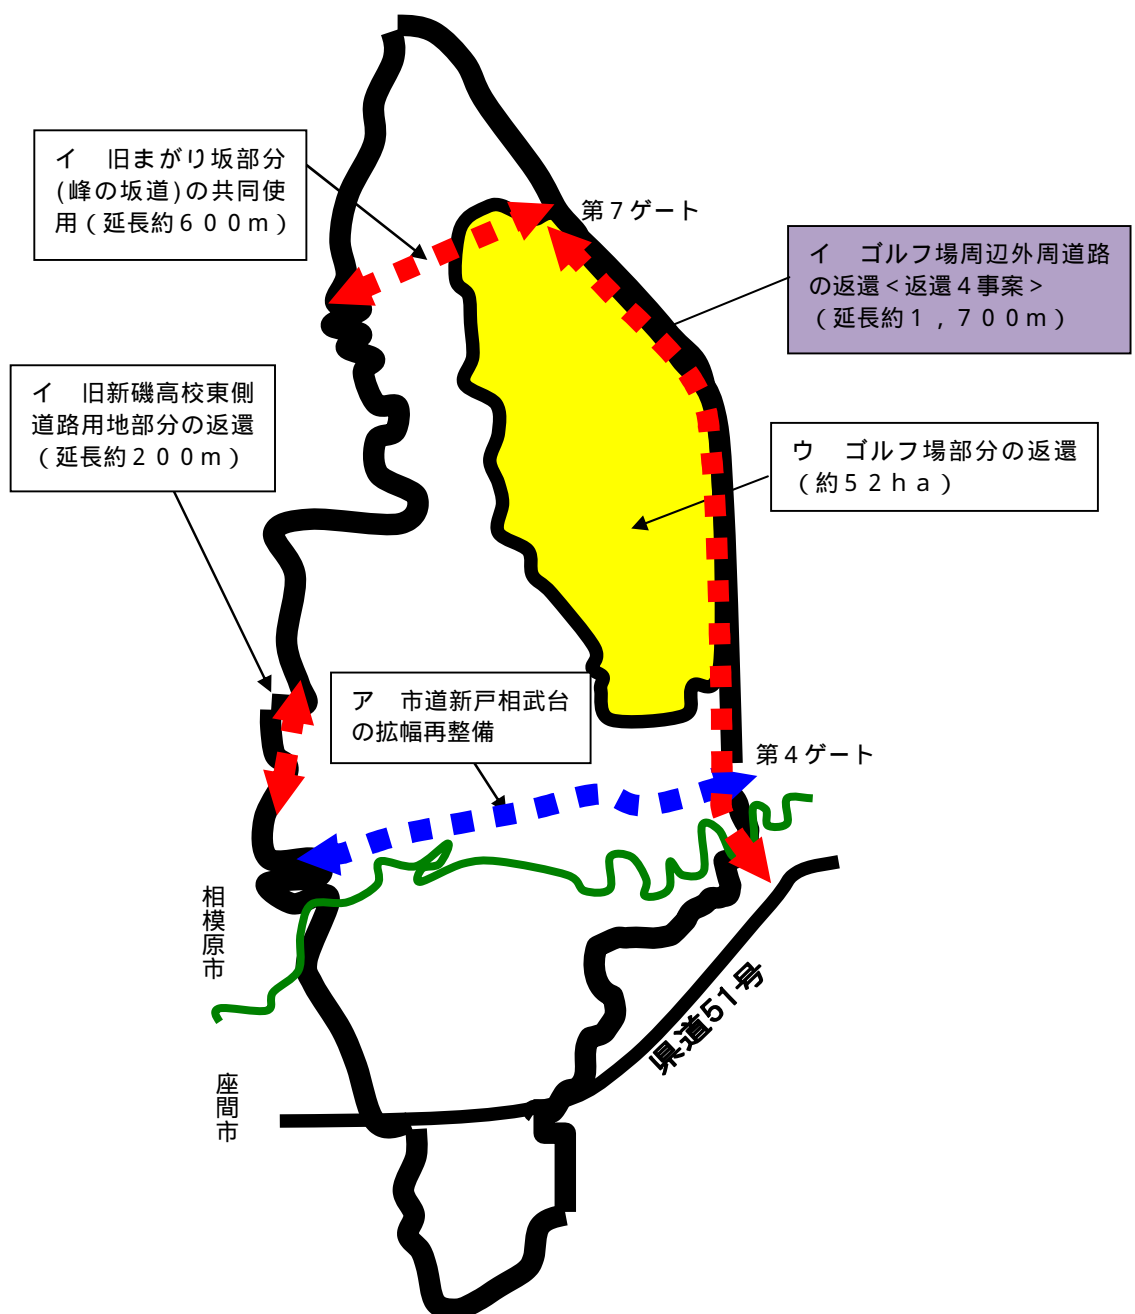 イ　旧まがり坂部分
(峰の坂道)の共同使
用（延長約６００ｍ）
第７ゲート
イ　ゴルフ場周辺外周道路
の返還＜返還４事案＞
（延長約１，７００ｍ）
イ　旧新磯高校東側
道路用地部分の返還
（延長約２００ｍ）
ウ　ゴルフ場部分の返還
（約５２ｈａ）
ア　市道新戸相武台
の拡幅再整備
第４ゲート
相模原市
県道51号
座間市